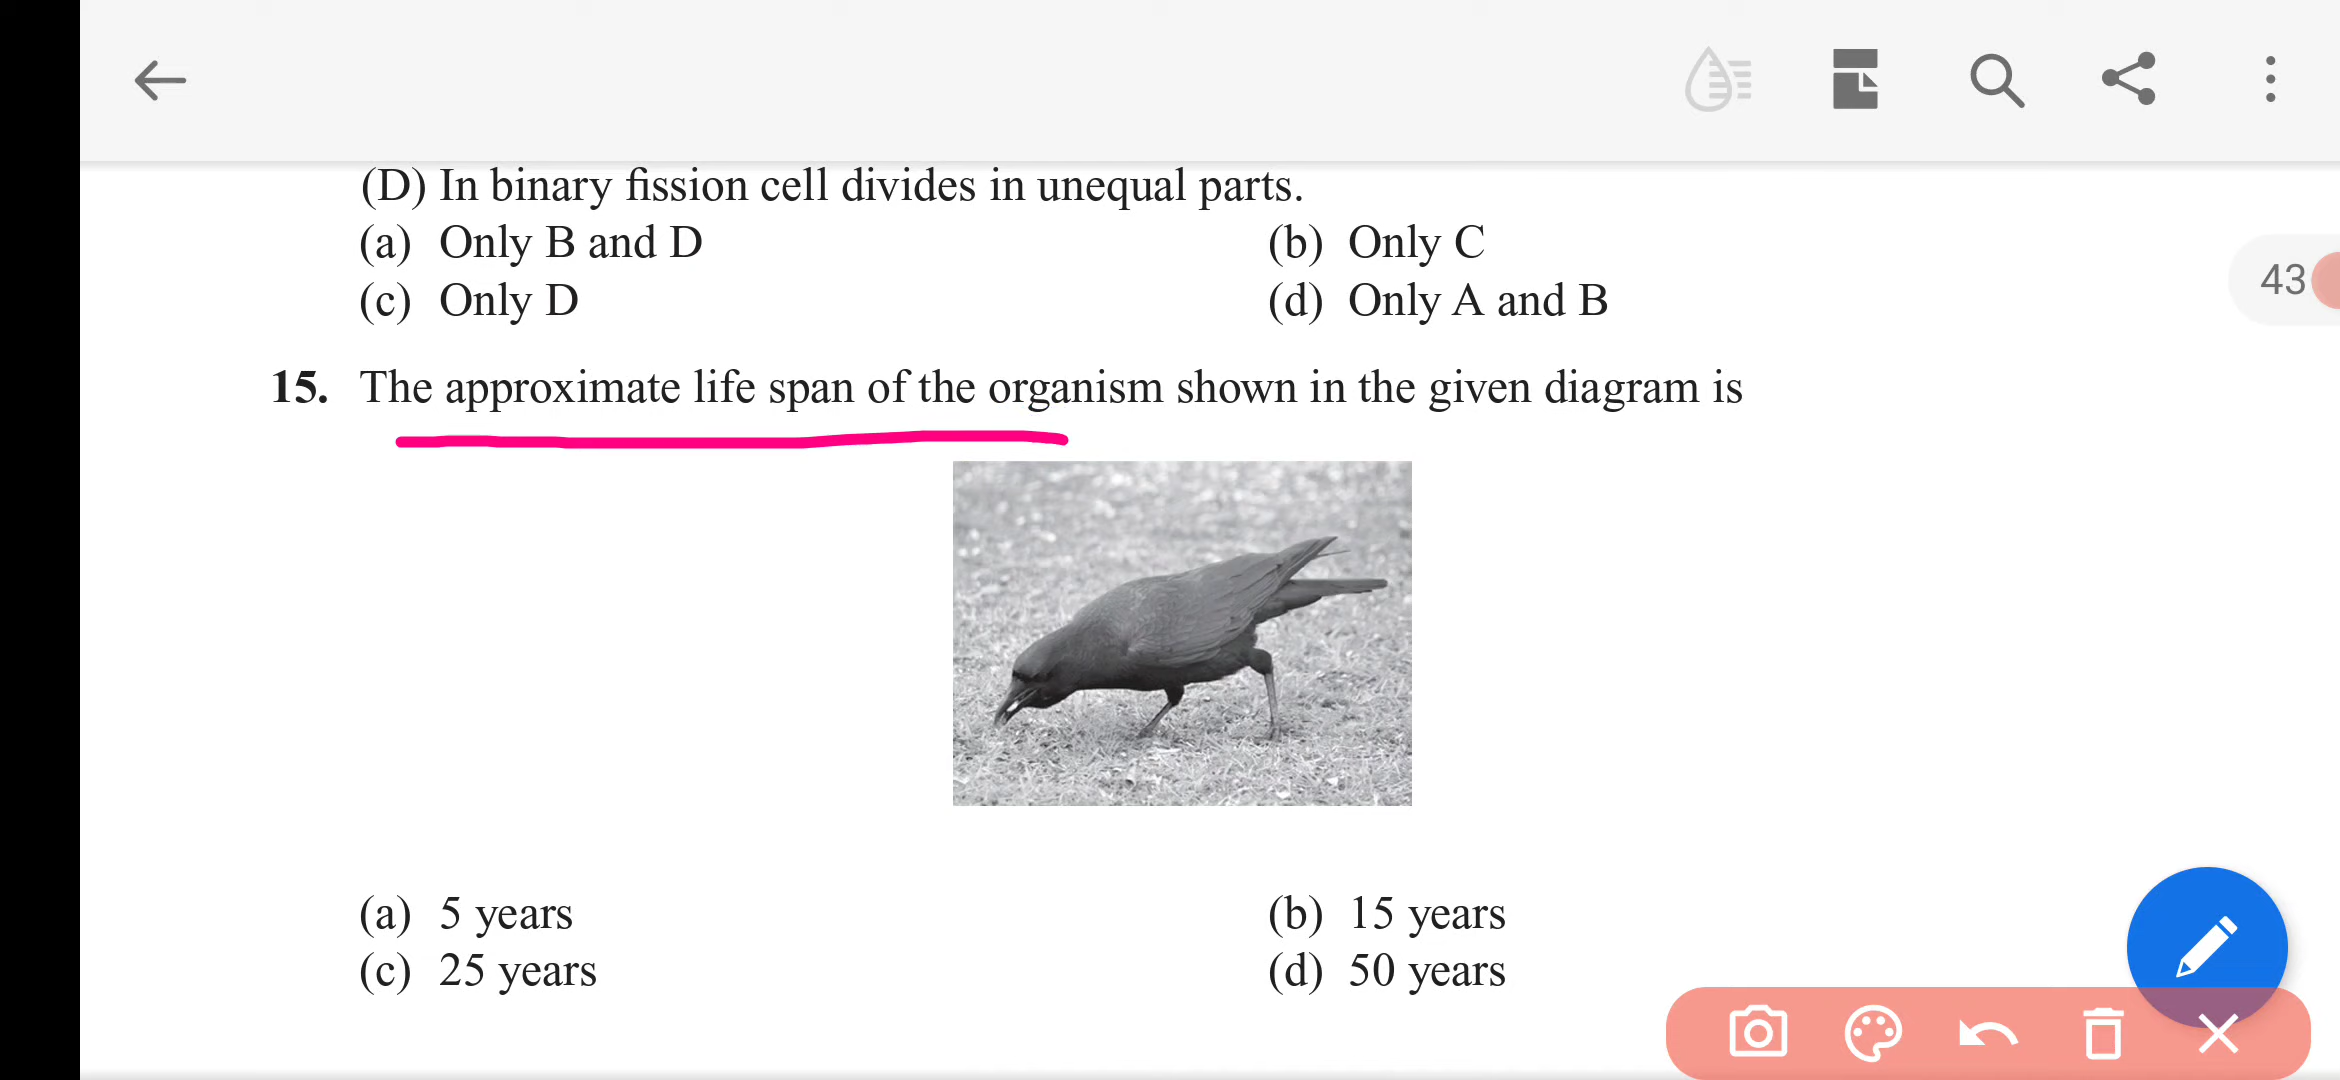 (D) In binary fission cell divides in unequal parts.
(a) Only B and D (b) Only C
(c) Only D (d) Only A and B
43
15. The approximate life span of the organism shown in the given diagram is
(a) 5 years (b) 15 years
(c) 25 years (d) 50 years